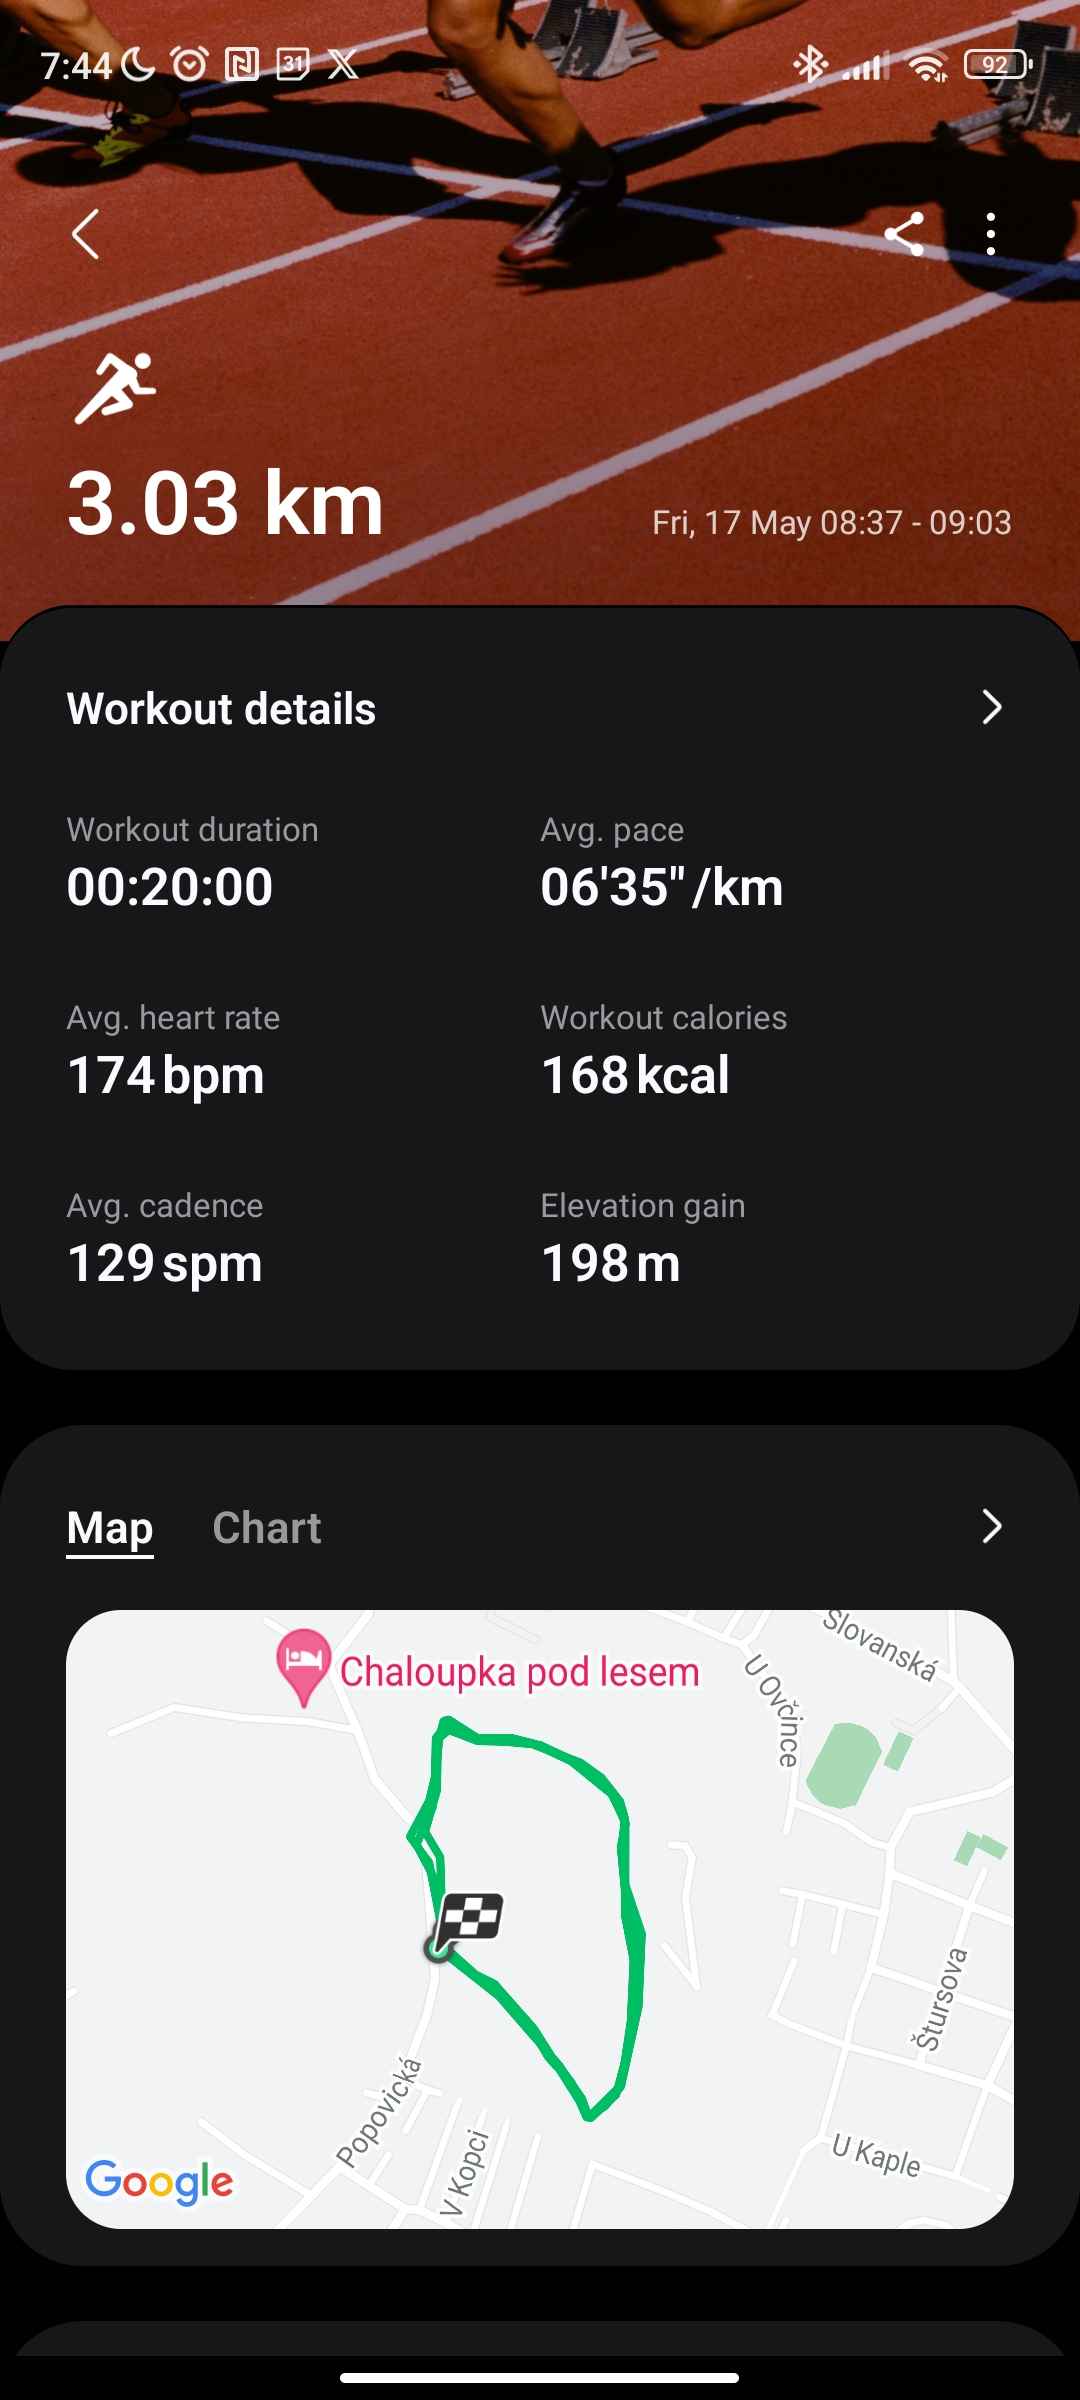 7:44 31 92
3.03 km
Fri, 17 May 08:37 - 09:03
Workout details
Workout duration Avg. pace
00:20:00 06'35" /km
Avg. heart rate Workout calories
174 bpm 168 kcal
Avg. cadence Elevation gain
129 spm 198 m
Map Chart
Slovanská
Chaloupka pod lesem
U Ovčince
Štursova
Popovická
V Kopci
U Kaple
Google